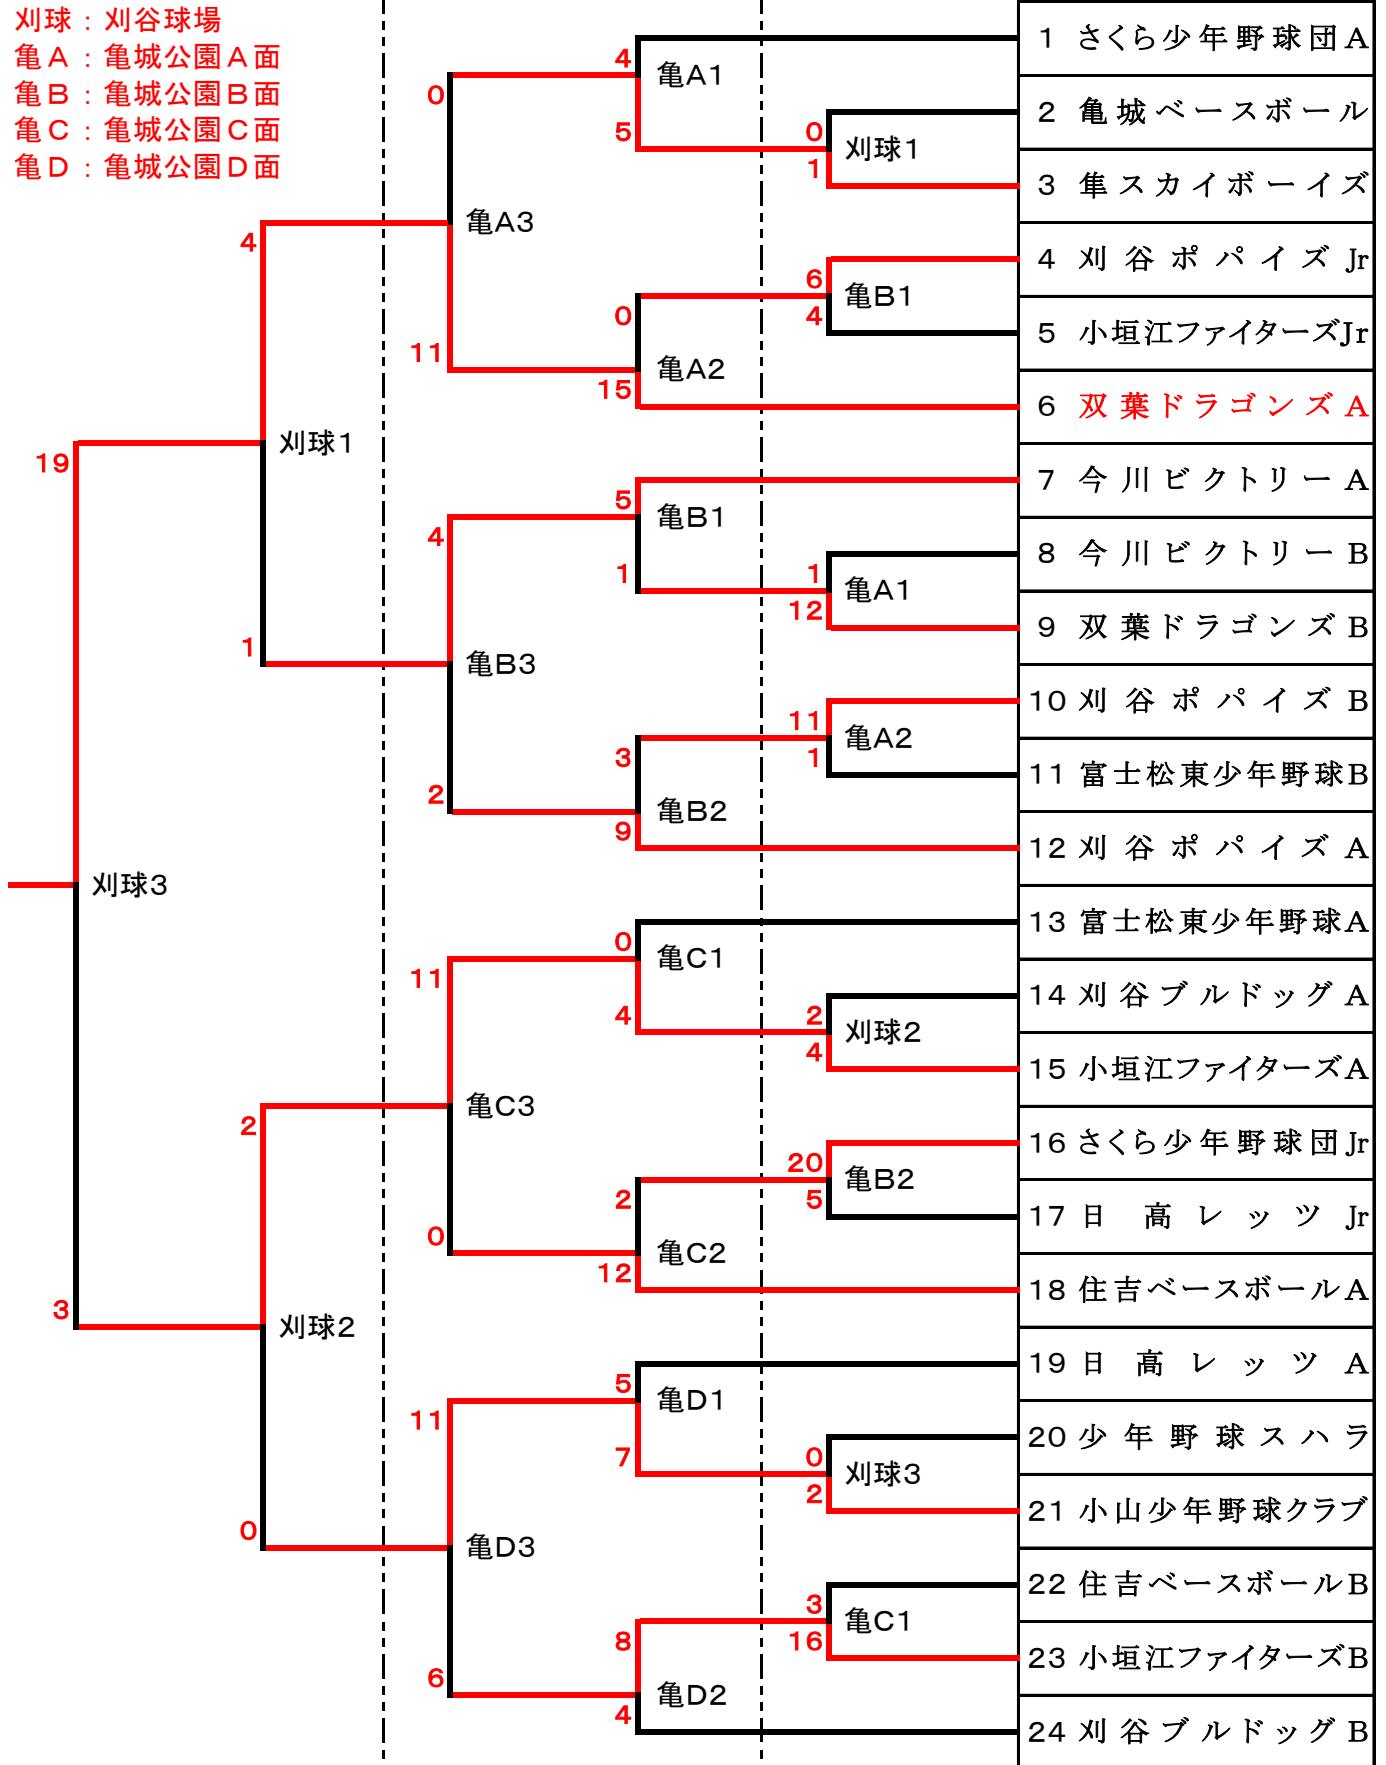 刈球：刈谷球場
亀A：亀城公園A面
亀B：亀城公園B面
亀C：亀城公園C面
亀D：亀城公園D面
1 さくら少年野球団A
4
亀A1
0
2 亀城ベースボール
5
0
刈球1
1
3 隼スカイボーイズ
亀A3
4
4 刈谷ポパイズJr
6
亀B1
0
4
5 小垣江ファイターズJr
11
亀A2
15
6 双葉ドラゴンズA
刈球1
19
7 今川ビクトリーA
5
亀B1
4
8 今川ビクトリーB
1
1
亀A1
12
9 双葉ドラゴンズB
1
亀B3
10 刈谷ポパイズB
11
亀A2
3
1
11 富士松東少年野球B
2
亀B2
9
12 刈谷ポパイズA
刈球3
13 富士松東少年野球A
0
亀C1
11
14 刈谷ブルドッグA
4
2
刈球2
4
15 小垣江ファイターズA
亀C3
2
16 さくら少年野球団Jr
20
亀B2
2
5
17 日高レッツJr
0
亀C2
12
18 住吉ベースボールA
3
刈球2
19 日高レッツA
5
亀D1
11
20 少年野球スハラ
7
0
刈球3
2
21 小山少年野球クラブ
0
亀D3
22 住吉ベースボールB
3
亀C1
8
16
23 小垣江ファイターズB
6
亀D2
4
24 刈谷ブルドッグB